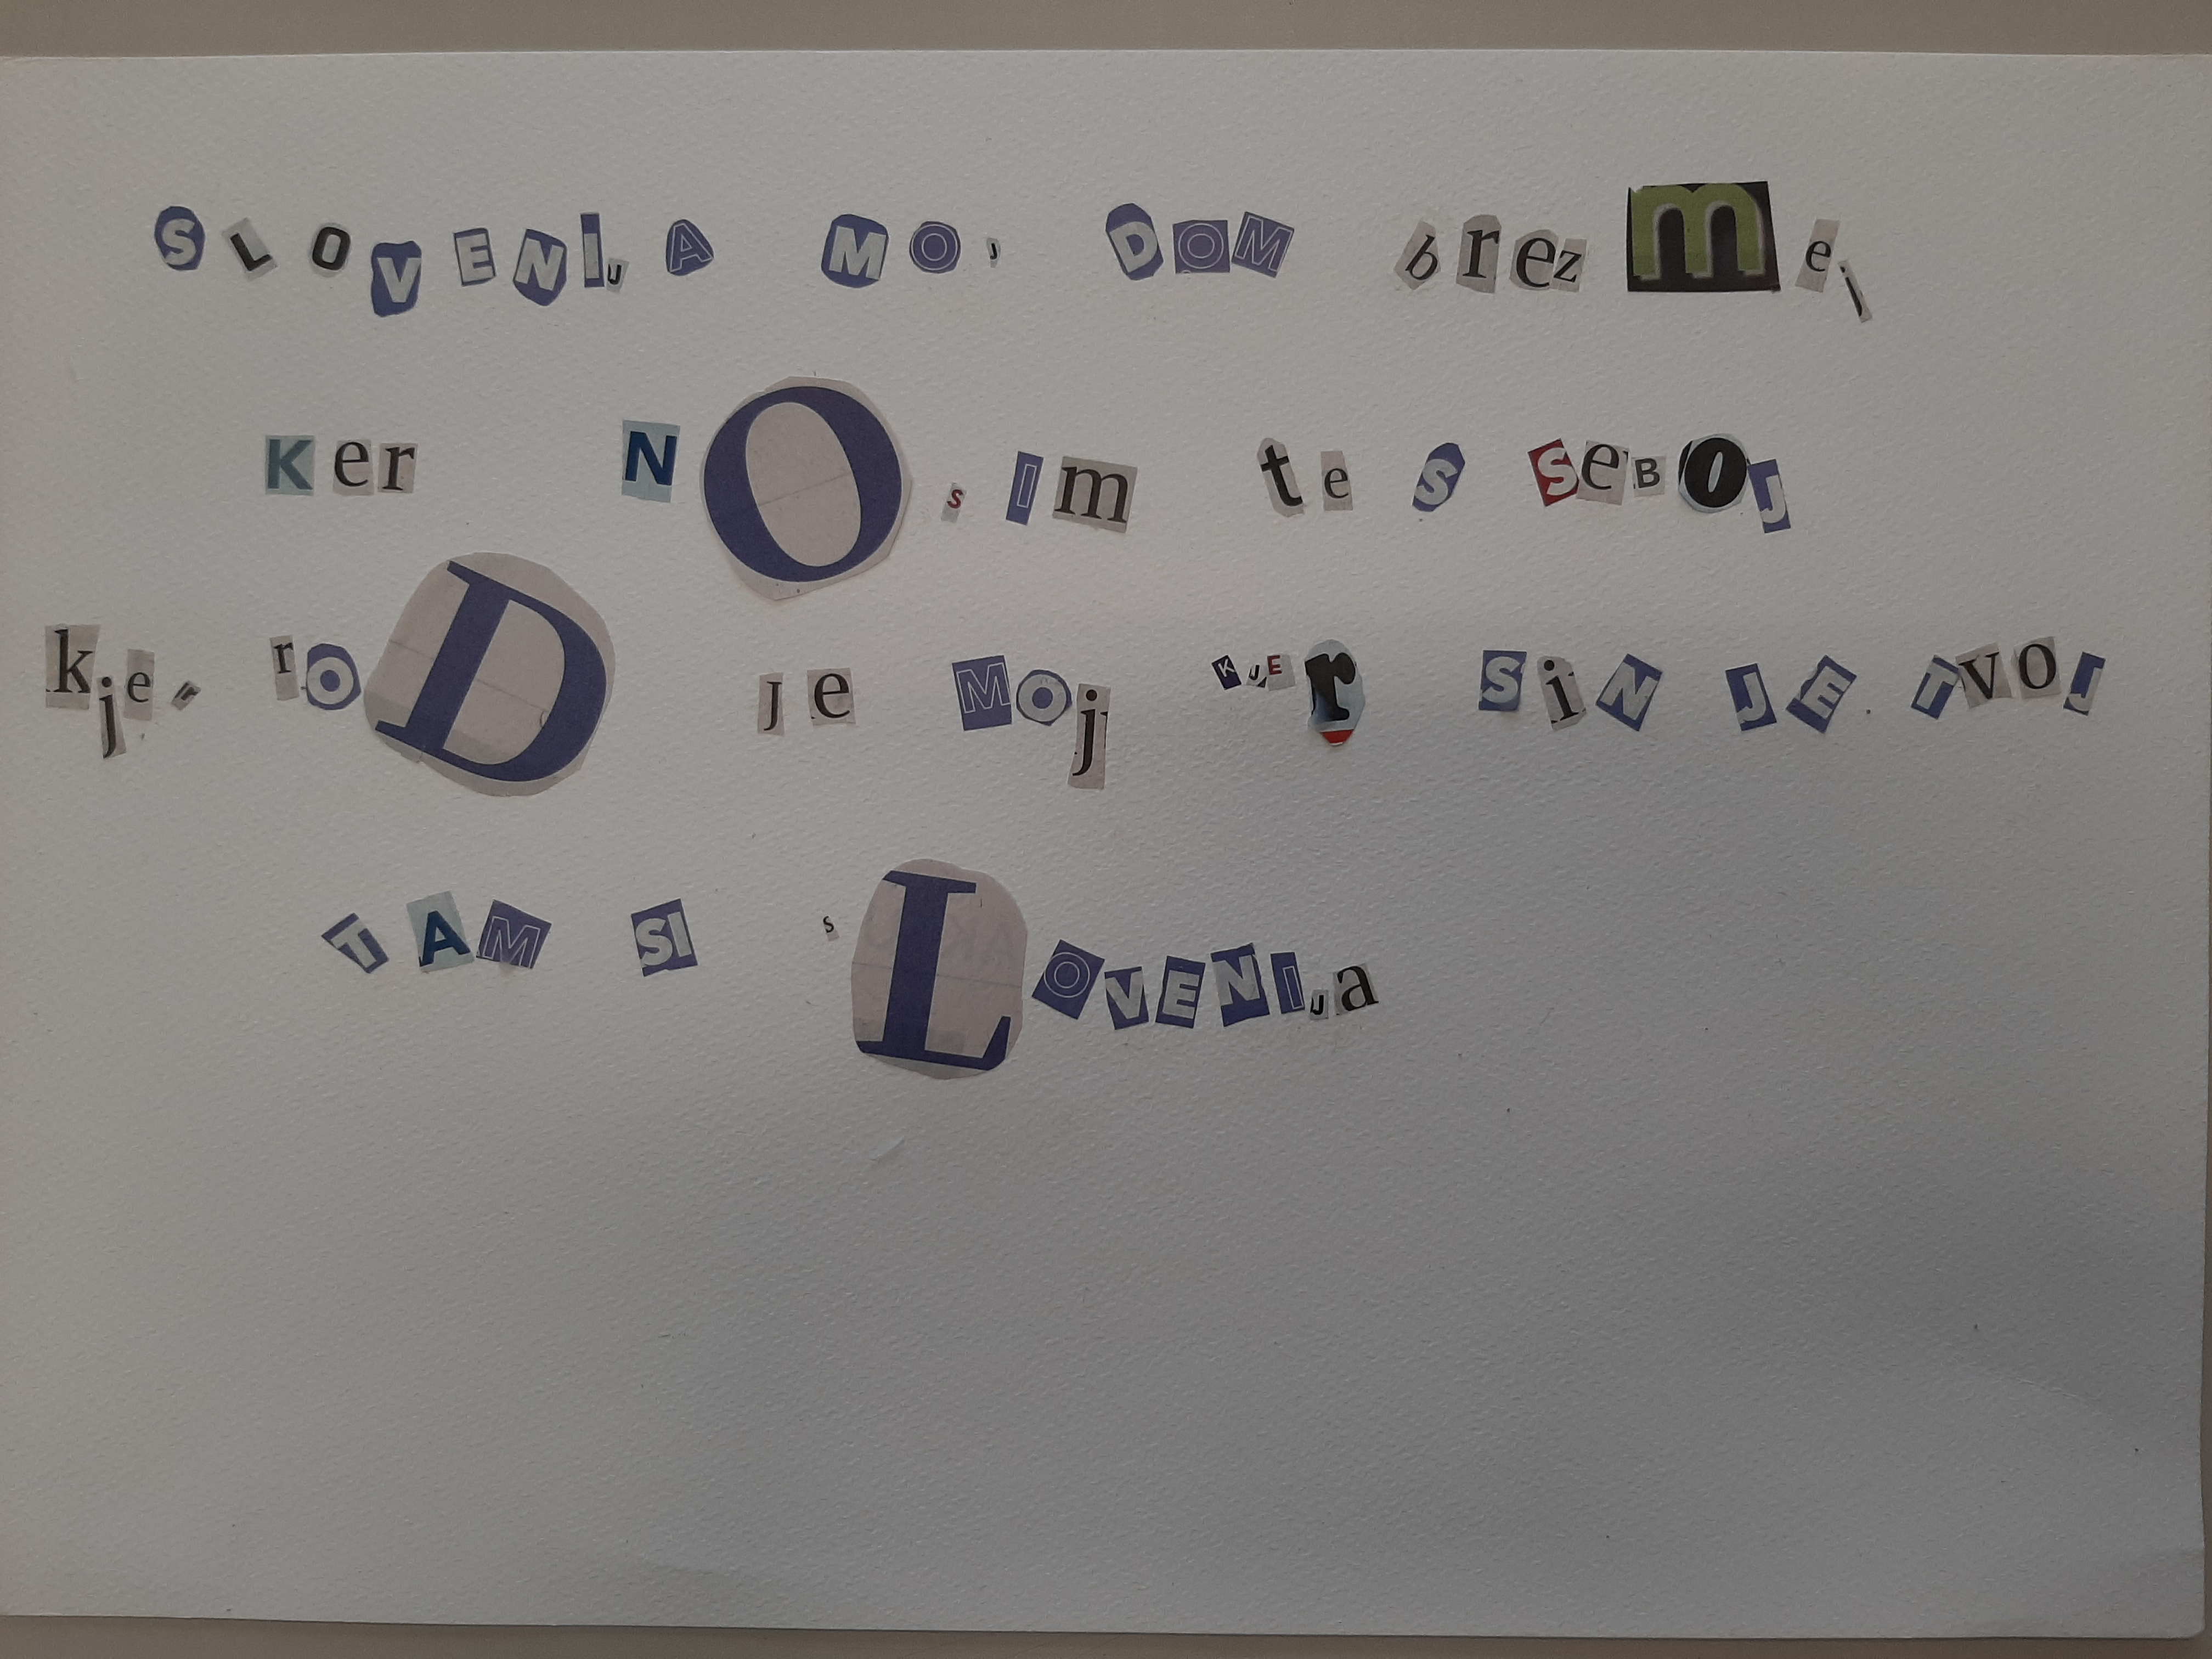 SLOVENIJA MOJ DOM brez mej
Ker NOsIm te S SeBOJ
kjer rOD Je MOj KJEr SiN JE TvoJ
TAM SI sLOVENIJa